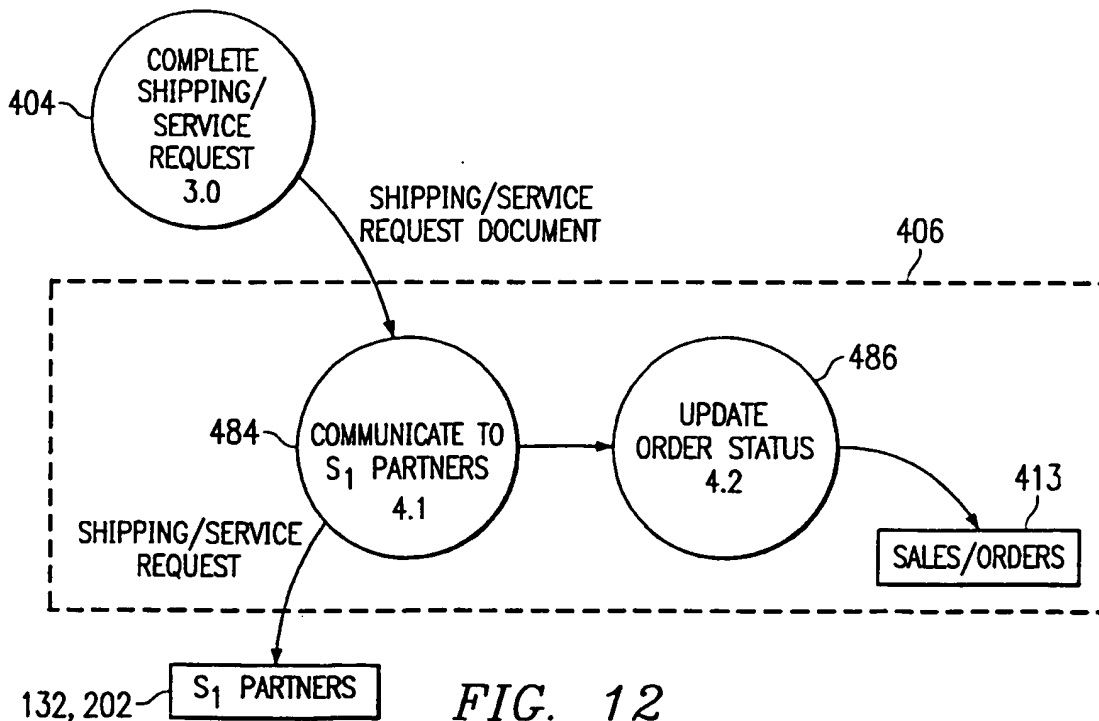 COMPLETE
SHIPPING/
SERVICE
REQUEST
3.0
404
SHIPPING/SERVICE
REQUEST DOCUMENT
406
484
COMMUNICATE TO
S1 PARTNERS
4.1
486
UPDATE
ORDER STATUS
4.2
413
SALES/ORDERS
SHIPPING/SERVICE
REQUEST
132, 202
S1 PARTNERS
FIG. 12